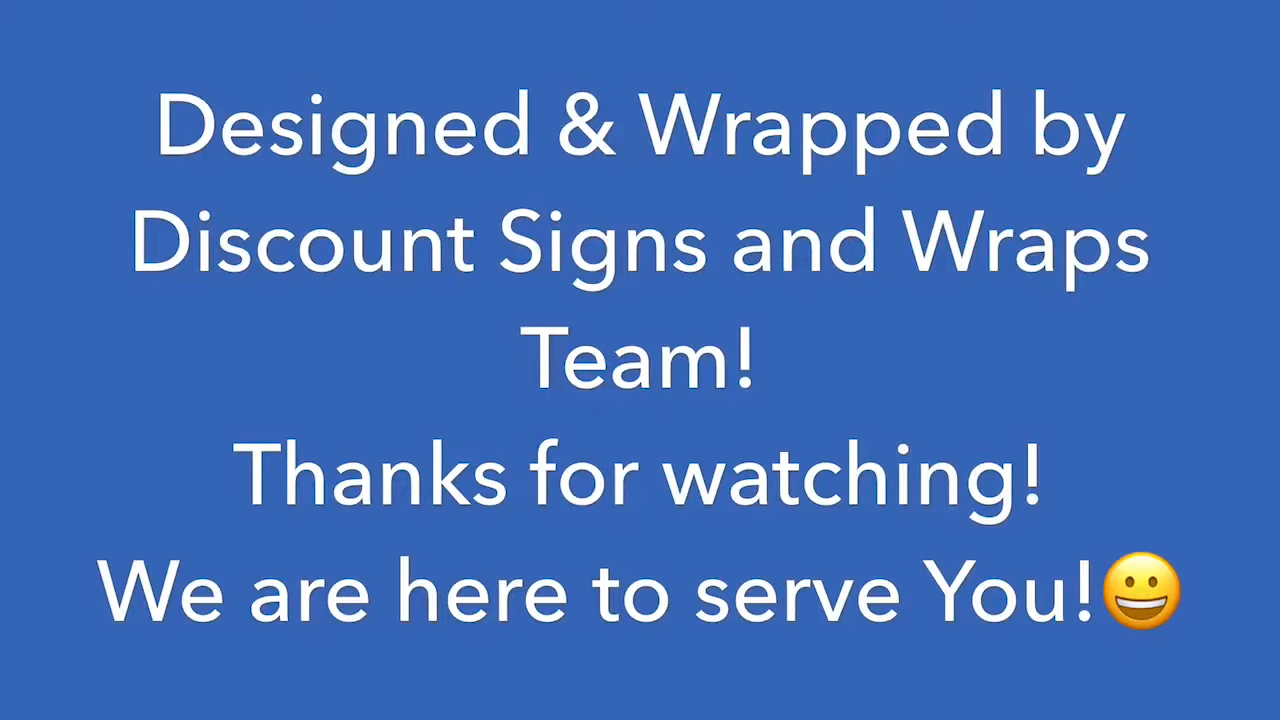 Designed & Wrapped by
Discount Signs and Wraps
Team!
Thanks for watching!
We are here to serve You!😀